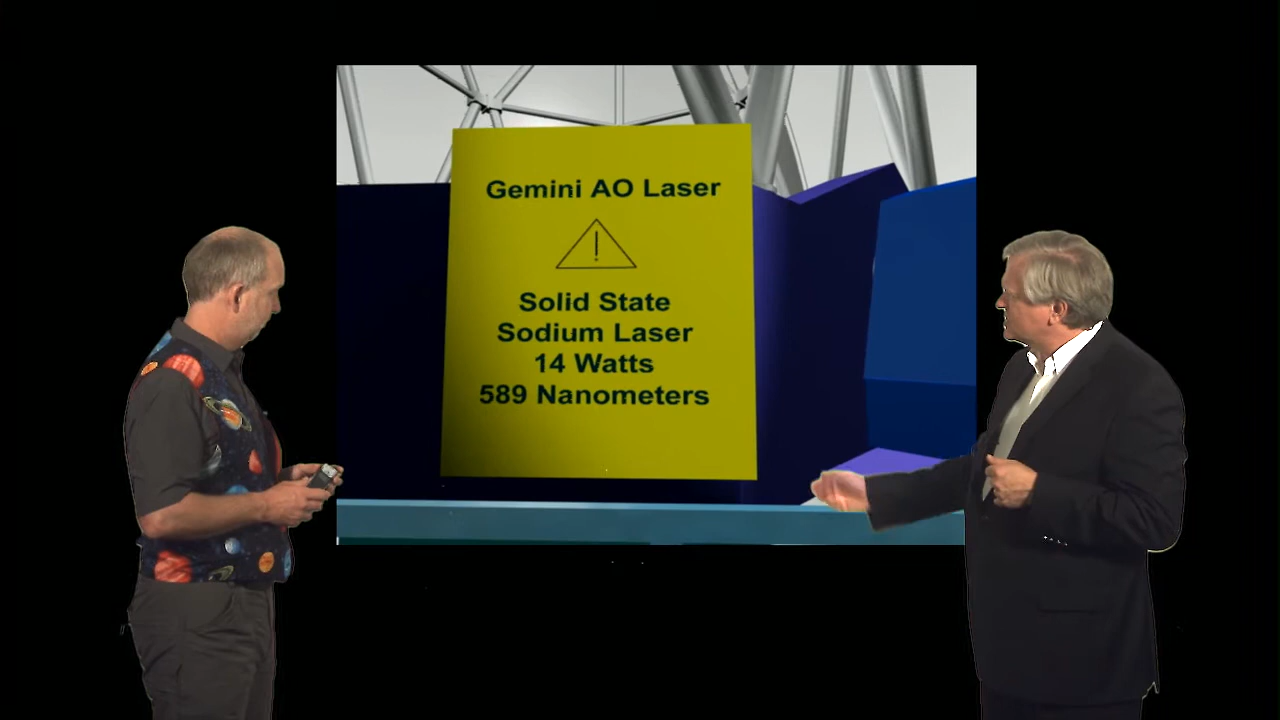 Gemini AO Laser
!
Solid State
Sodium Laser
14 Watts
589 Nanometers